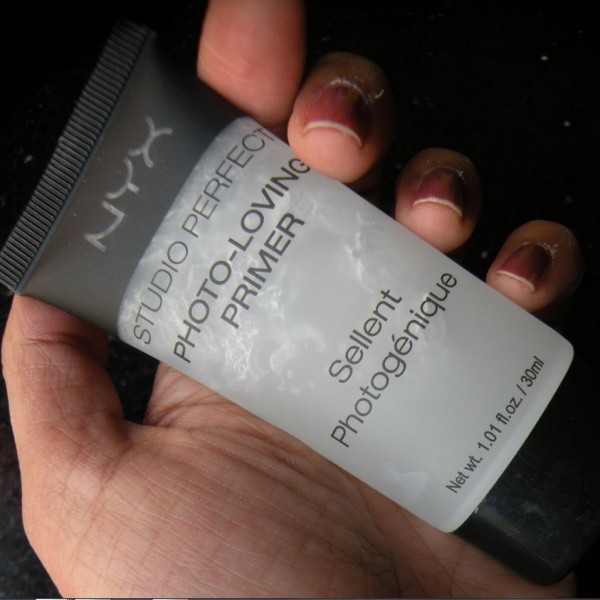 NYX
STUDIO PERFECT
PHOTO-LOVING
PRIMER
Sellent
Photogénique
Net wt. 1.01 fl.oz. / 30ml